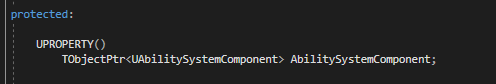 protected:
UPROPERTY()
TObjectPtr<UAbilitySystemComponent> AbilitySystemComponent;